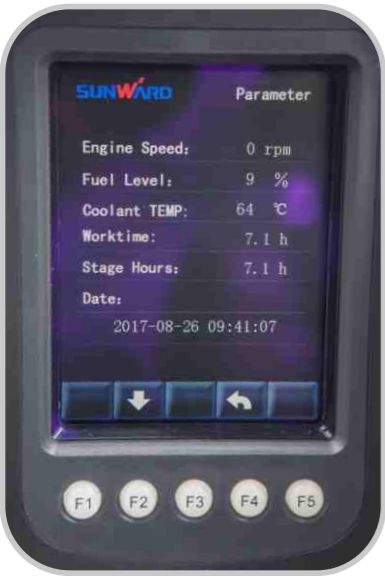 SUNWARD Parameter
Engine Speed: 0 rpm
Fuel Level: 9 %
Coolant TEMP: 64 ℃
Worktime: 7.1 h
Stage Hours: 7.1 h
Date:
2017-08-26 09:41:07
F1 F2 F3 F4 F5